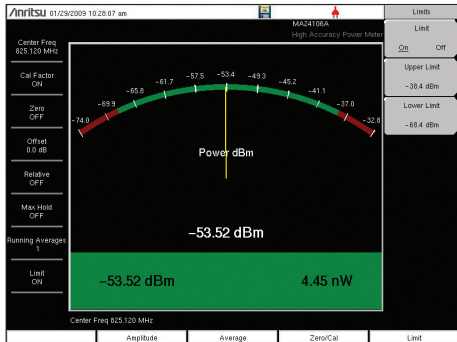 Anritsu 01/29/2009 10:28:07 am
MA24106A
High Accuracy Power Meter
Center Freq
825.120 MHz
Cal Factor
ON
Zero
OFF
Offset
0.0 dB
Relative
OFF
Max Hold
OFF
Running Averages
1
Limit
ON
-74.0
-69.9
-65.8
-61.7
-57.5
-53.4
-49.3
-45.2
-41.1
-37.0
-32.8
Power dBm
-53.52 dBm
-53.52 dBm 4.45 nW
Center Freq 825.120 MHz
Limits
Limit
On Off
Upper Limit
-38.4 dBm
Lower Limit
-68.4 dBm
Amplitude Average Zero/Cal Limit